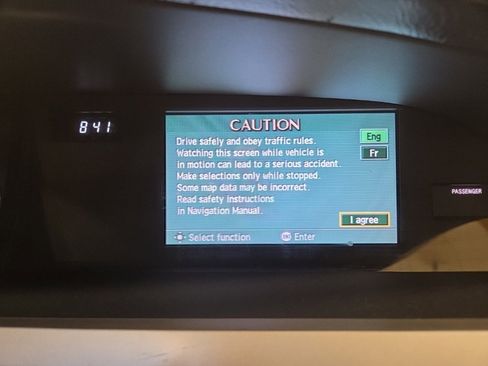 841
CAUTION
Drive safely and obey traffic rules.
Watching this screen while vehicle is
in motion can lead to a serious accident.
Make selections only while stopped.
Some map data may be incorrect.
Read safety instructions
in Navigation Manual.
Eng
Fr
I agree
Select function
Enter
PASSENGER